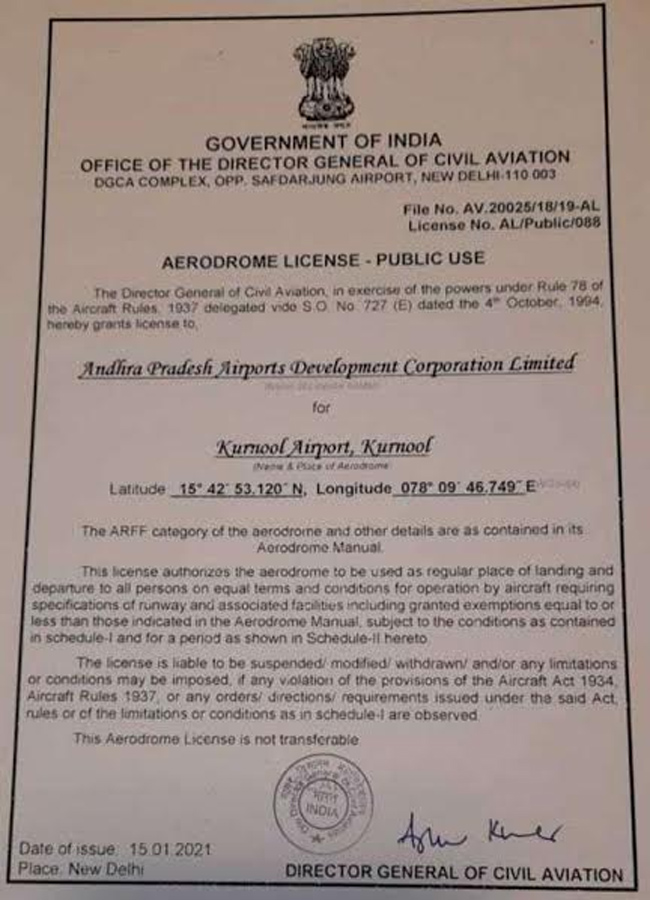 GOVERNMENT OF INDIA
OFFICE OF THE DIRECTOR GENERAL OF CIVIL AVIATION
DGCA COMPLEX, OPP. SAFDARJUNG AIRPORT, NEW DELHI-110 003
File No. AV.20025/18/19-AL
License No. AL/Public/088
AERODROME LICENSE - PUBLIC USE
The Director General of Civil Aviation, in exercise of the powers under Rule 78 of
the Aircraft Rules, 1937 delegated vide S.O. No. 727 (E) dated the 4th October, 1994,
hereby grants license to,
Andhra Pradesh Airports Development Corporation Limited
for
Kurnool Airport, Kurnool
(Name & Place of Aerodrome)
Latitude 15° 42′ 53.120″ N, Longitude 078° 09′ 46.749″ E
The ARFF category of the aerodrome and other details are as contained in its
Aerodrome Manual.
This license authorizes the aerodrome to be used as regular place of landing and
departure to all persons on equal terms and conditions for operation by aircraft requiring
specifications of runway and associated facilities including granted exemptions equal to or
less than those indicated in the Aerodrome Manual, subject to the conditions as contained
in schedule-I and for a period as shown in Schedule-II hereto.
The license is liable to be suspended/ modified/ withdrawn/ and/or any limitations
or conditions may be imposed, if any violation of the provisions of the Aircraft Act 1934,
Aircraft Rules 1937, or any orders/ directions/ requirements issued under the said Act,
rules or of the limitations or conditions as in schedule-I are observed.
This Aerodrome License is not transferable
भारत
INDIA
Date of issue: 15.01.2021
Place: New Delhi
DIRECTOR GENERAL OF CIVIL AVIATION